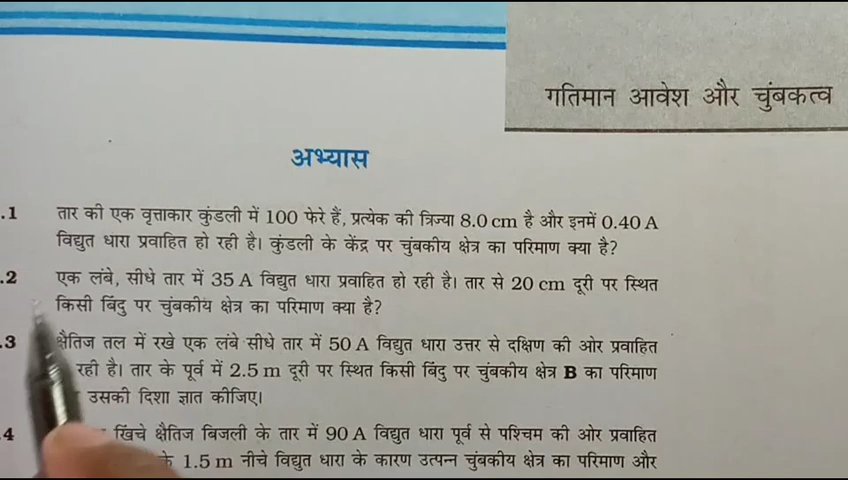 गतिमान आवेश और चुंबकत्व
अभ्यास
.1 तार की एक वृत्ताकार कुंडली में 100 फेरे हैं, प्रत्येक की त्रिज्या 8.0 cm है और इनमें 0.40 A
विद्युत धारा प्रवाहित हो रही है। कुंडली के केंद्र पर चुंबकीय क्षेत्र का परिमाण क्या है?
.2 एक लंबे, सीधे तार में 35 A विद्युत धारा प्रवाहित हो रही है। तार से 20 cm दूरी पर स्थित
किसी बिंदु पर चुंबकीय क्षेत्र का परिमाण क्या है?
.3 क्षैतिज तल में रखे एक लंबे सीधे तार में 50 A विद्युत धारा उत्तर से दक्षिण की ओर प्रवाहित
रही है। तार के पूर्व में 2.5 m दूरी पर स्थित किसी बिंदु पर चुंबकीय क्षेत्र B का परिमाण
उसकी दिशा ज्ञात कीजिए।
.4 खिंचे क्षैतिज बिजली के तार में 90 A विद्युत धारा पूर्व से पश्चिम की ओर प्रवाहित
के 1.5 m नीचे विद्युत धारा के कारण उत्पन्न चुंबकीय क्षेत्र का परिमाण और